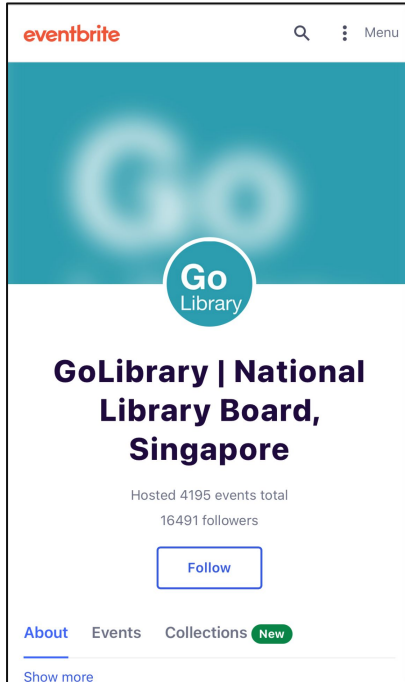 eventbrite
Menu
Go
Go
Library
GoLibrary | National
Library Board,
Singapore
Hosted 4195 events total
16491 followers
Follow
About Events Collections New
Show more